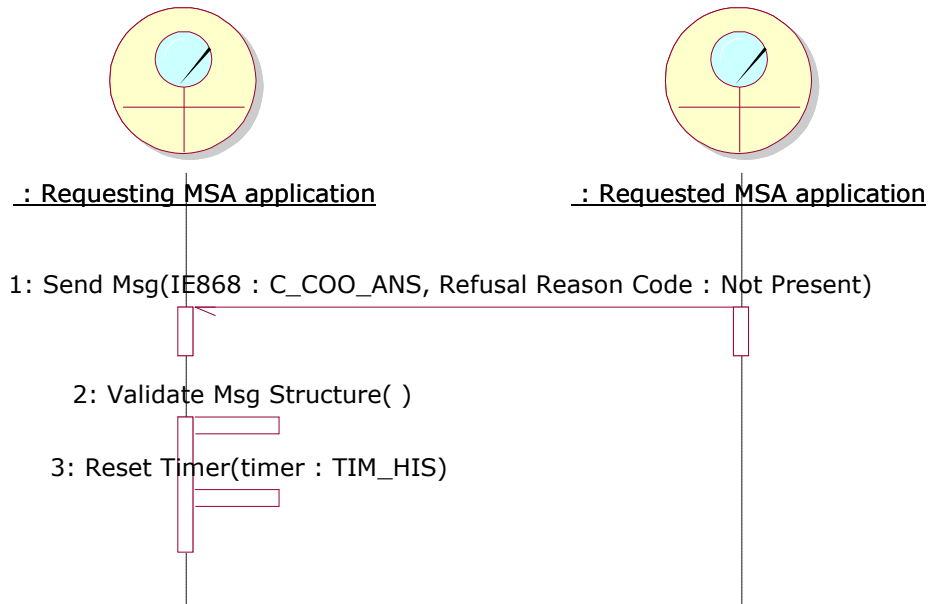 : Requesting MSA application
: Requested MSA application
1: Send Msg(IE868 : C_COO_ANS, Refusal Reason Code : Not Present)
2: Validate Msg Structure( )
3: Reset Timer(timer : TIM_HIS)